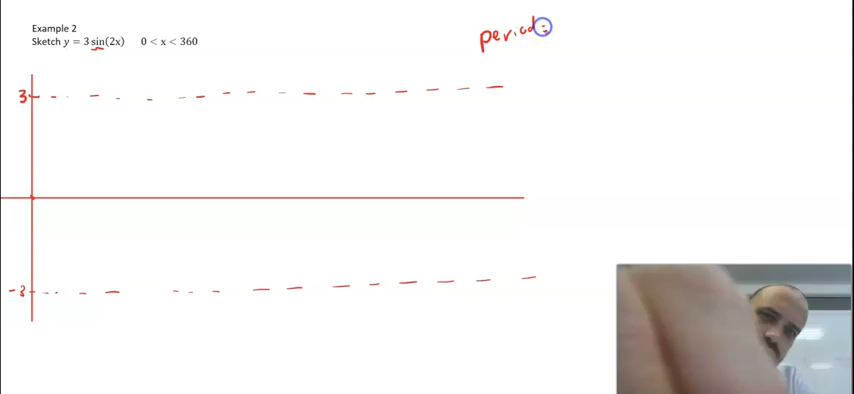 Example 2
Sketch y = 3 sin(2x) 0 < x < 360
period =
3
-3